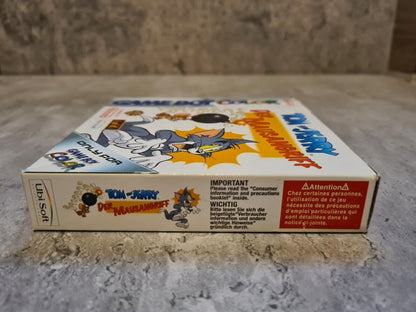 GAME BOY COLOR
TOM and JERRY
MAUSANGRIFF
ONLY FOR
GAME BOY
COLOR
Ubi Soft
TOM and JERRY
DER MAUSANGRIFF
IMPORTANT
Please read the "Consumer
information and precautions
booklet" inside.
WICHTIG
Bitte lesen Sie sich die
beigefügte "Verbraucher
information und andere
wichtige Hinweise"
gründlich durch.
⚠Attention⚠
Chez certaines personnes,
l'utilisation de ce jeu
nécessite des précautions
d'emploi particulières qui
sont détaillées dans la
notice ci-jointe.